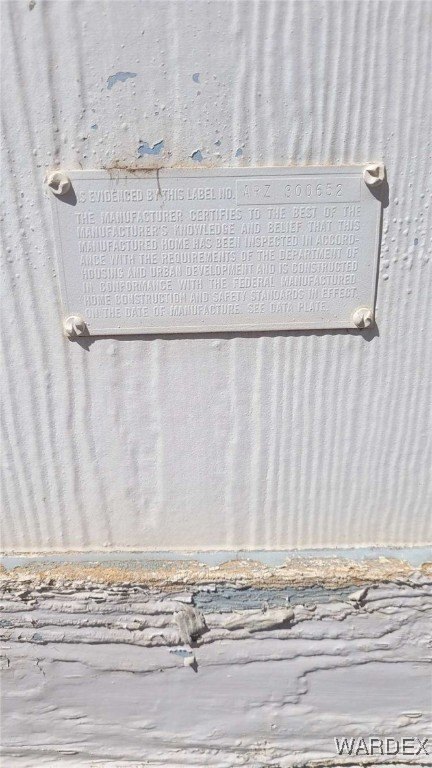 AS EVIDENCED BY THIS LABEL NO. ARZ 300652
THE MANUFACTURER CERTIFIES TO THE BEST OF THE
MANUFACTURER'S KNOWLEDGE AND BELIEF THAT THIS
MANUFACTURED HOME HAS BEEN INSPECTED IN ACCORD-
ANCE WITH THE REQUIREMENTS OF THE DEPARTMENT OF
HOUSING AND URBAN DEVELOPMENT AND IS CONSTRUCTED
IN CONFORMANCE WITH THE FEDERAL MANUFACTURED
HOME CONSTRUCTION AND SAFETY STANDARDS IN EFFECT
ON THE DATE OF MANUFACTURE. SEE DATA PLATE.
WARDEX